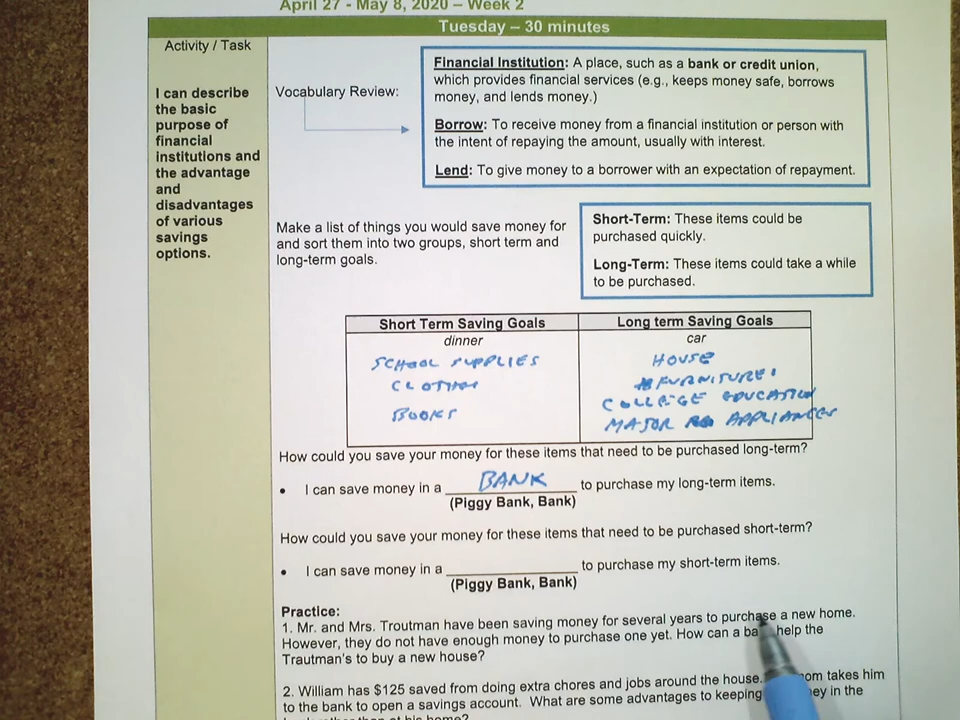 April 27 - May 8, 2020 – Week 2
Tuesday – 30 minutes
Activity / Task
I can describe
the basic
purpose of
financial
institutions and
the advantage
and
disadvantages
of various
savings
options.
Vocabulary Review:
Financial Institution: A place, such as a bank or credit union,
which provides financial services (e.g., keeps money safe, borrows
money, and lends money.)
Borrow: To receive money from a financial institution or person with
the intent of repaying the amount, usually with interest.
Lend: To give money to a borrower with an expectation of repayment.
Make a list of things you would save money for
and sort them into two groups, short term and
long-term goals.
Short-Term: These items could be
purchased quickly.
Long-Term: These items could take a while
to be purchased.
Short Term Saving Goals
dinner
SCHOOL SUPPLIES
CLOTHES
BOOKS
Long term Saving Goals
car
HOUSE
FURNITURE
COLLEGE EDUCATION
MAJOR APPLIANCES
How could you save your money for these items that need to be purchased long-term?
• I can save money in a BANK to purchase my long-term items.
(Piggy Bank, Bank)
How could you save your money for these items that need to be purchased short-term?
• I can save money in a ______________ to purchase my short-term items.
(Piggy Bank, Bank)
Practice:
1. Mr. and Mrs. Troutman have been saving money for several years to purchase a new home.
However, they do not have enough money to purchase one yet. How can a help the
Trautman's to buy a new house?
2. William has $125 saved from doing extra chores and jobs around the house. takes him
to the bank to open a savings account. What are some advantages to keeping in the